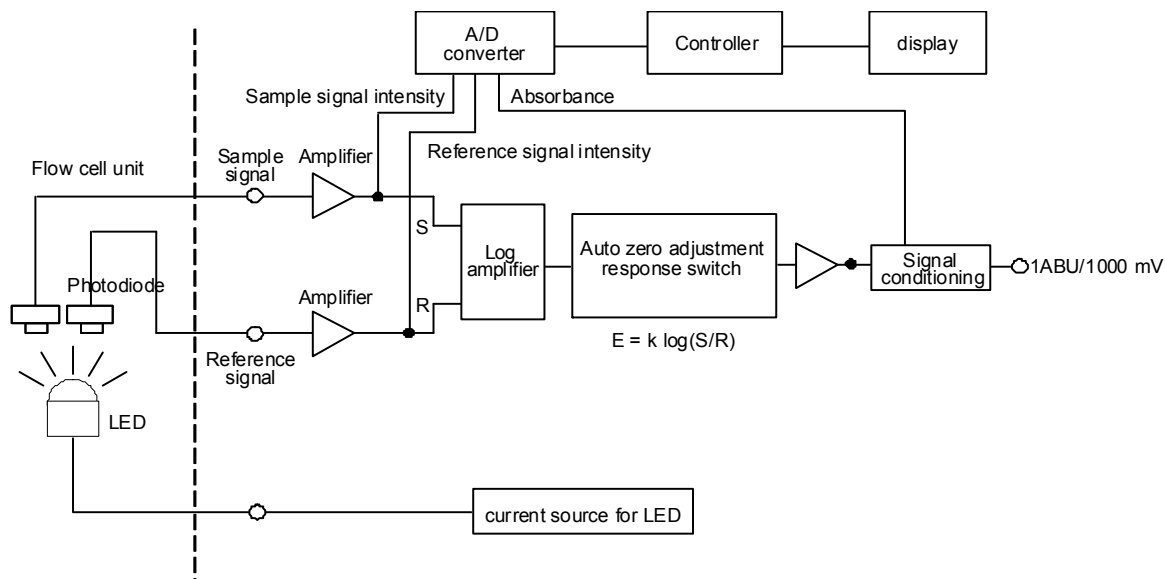 A/D
converter
Controller
display
Sample signal intensity
Absorbance
Flow cell unit
Sample
signal
Amplifier
Reference signal intensity
S
Log
amplifier
Auto zero adjustment
response switch
Signal
conditioning
1ABU/1000 mV
Photodiode
Amplifier
R
E = k log(S/R)
Reference
signal
LED
current source for LED